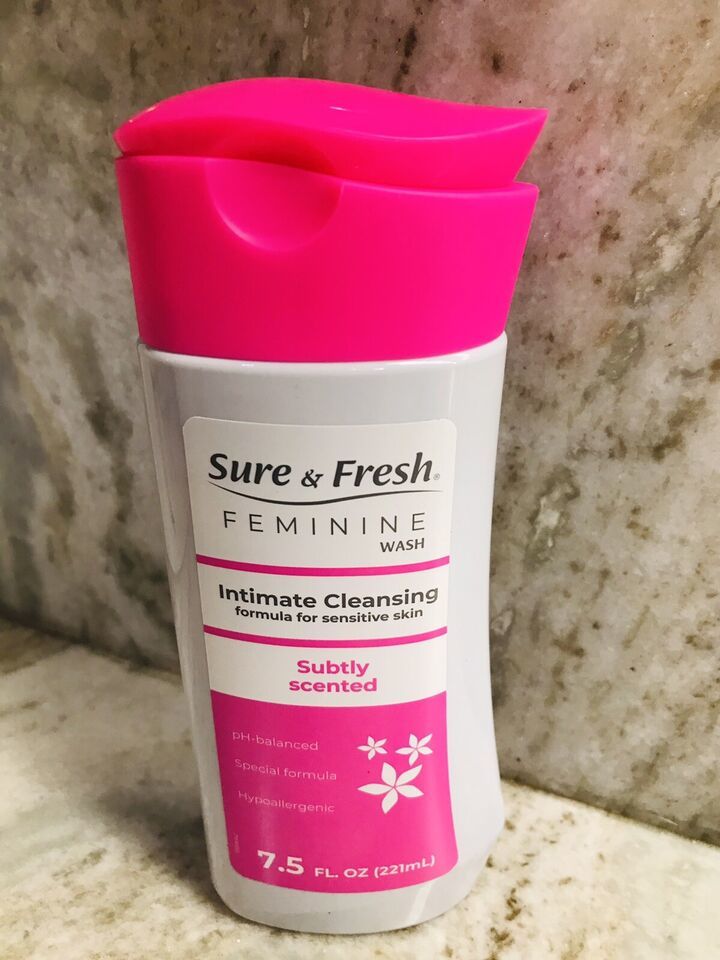 Sure & Fresh®
FEMININE
WASH
Intimate Cleansing
formula for sensitive skin
Subtly
scented
pH-balanced
Special formula
Hypoallergenic
7.5 FL. OZ (221mL)